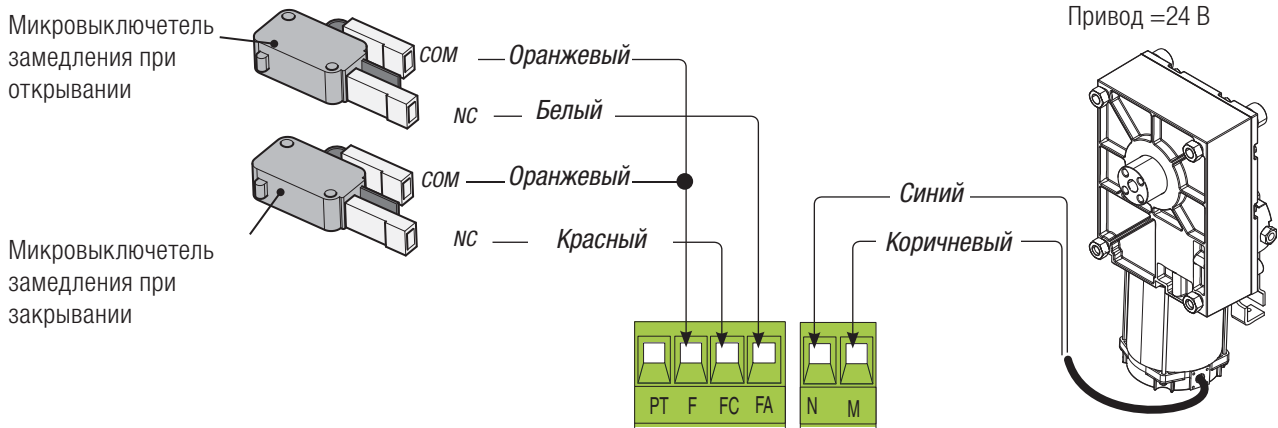 Микровыключетель
замедления при
открывании
COM
Оранжевый
NC
Белый
COM
Оранжевый
NC
Красный
Микровыключетель
замедления при
закрывании
Привод =24 В
Синий
Коричневый
PT F FC FA
N M